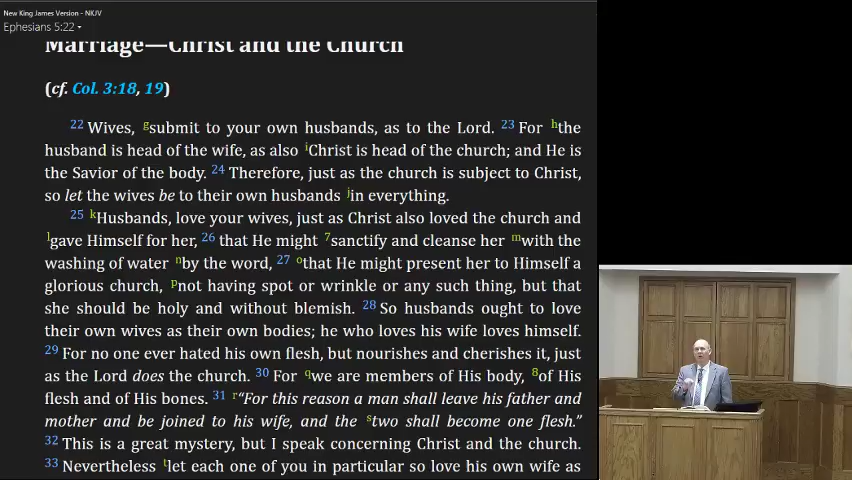 New King James Version - NKJV
Ephesians 5:22
Marriage—Christ and the Church
(cf. Col. 3:18, 19)
22 Wives, gsubmit to your own husbands, as to the Lord. 23 For hthe
husband is head of the wife, as also iChrist is head of the church; and He is
the Savior of the body. 24 Therefore, just as the church is subject to Christ,
so let the wives be to their own husbands jin everything.
25 kHusbands, love your wives, just as Christ also loved the church and
lgave Himself for her, 26 that He might 7sanctify and cleanse her mwith the
washing of water nby the word, 27 othat He might present her to Himself a
glorious church, pnot having spot or wrinkle or any such thing, but that
she should be holy and without blemish. 28 So husbands ought to love
their own wives as their own bodies; he who loves his wife loves himself.
29 For no one ever hated his own flesh, but nourishes and cherishes it, just
as the Lord does the church. 30 For qwe are members of His body, 8of His
flesh and of His bones. 31 r“For this reason a man shall leave his father and
mother and be joined to his wife, and the stwo shall become one flesh.”
32 This is a great mystery, but I speak concerning Christ and the church.
33 Nevertheless tlet each one of you in particular so love his own wife as